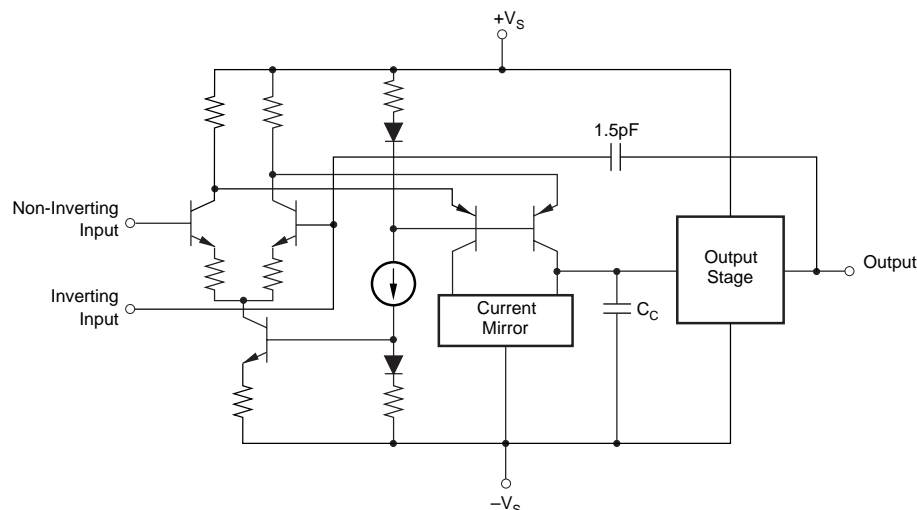 +VS
1.5pF
Non-Inverting
Input
Inverting
Input
Output
Stage
Output
Current
Mirror
CC
–VS